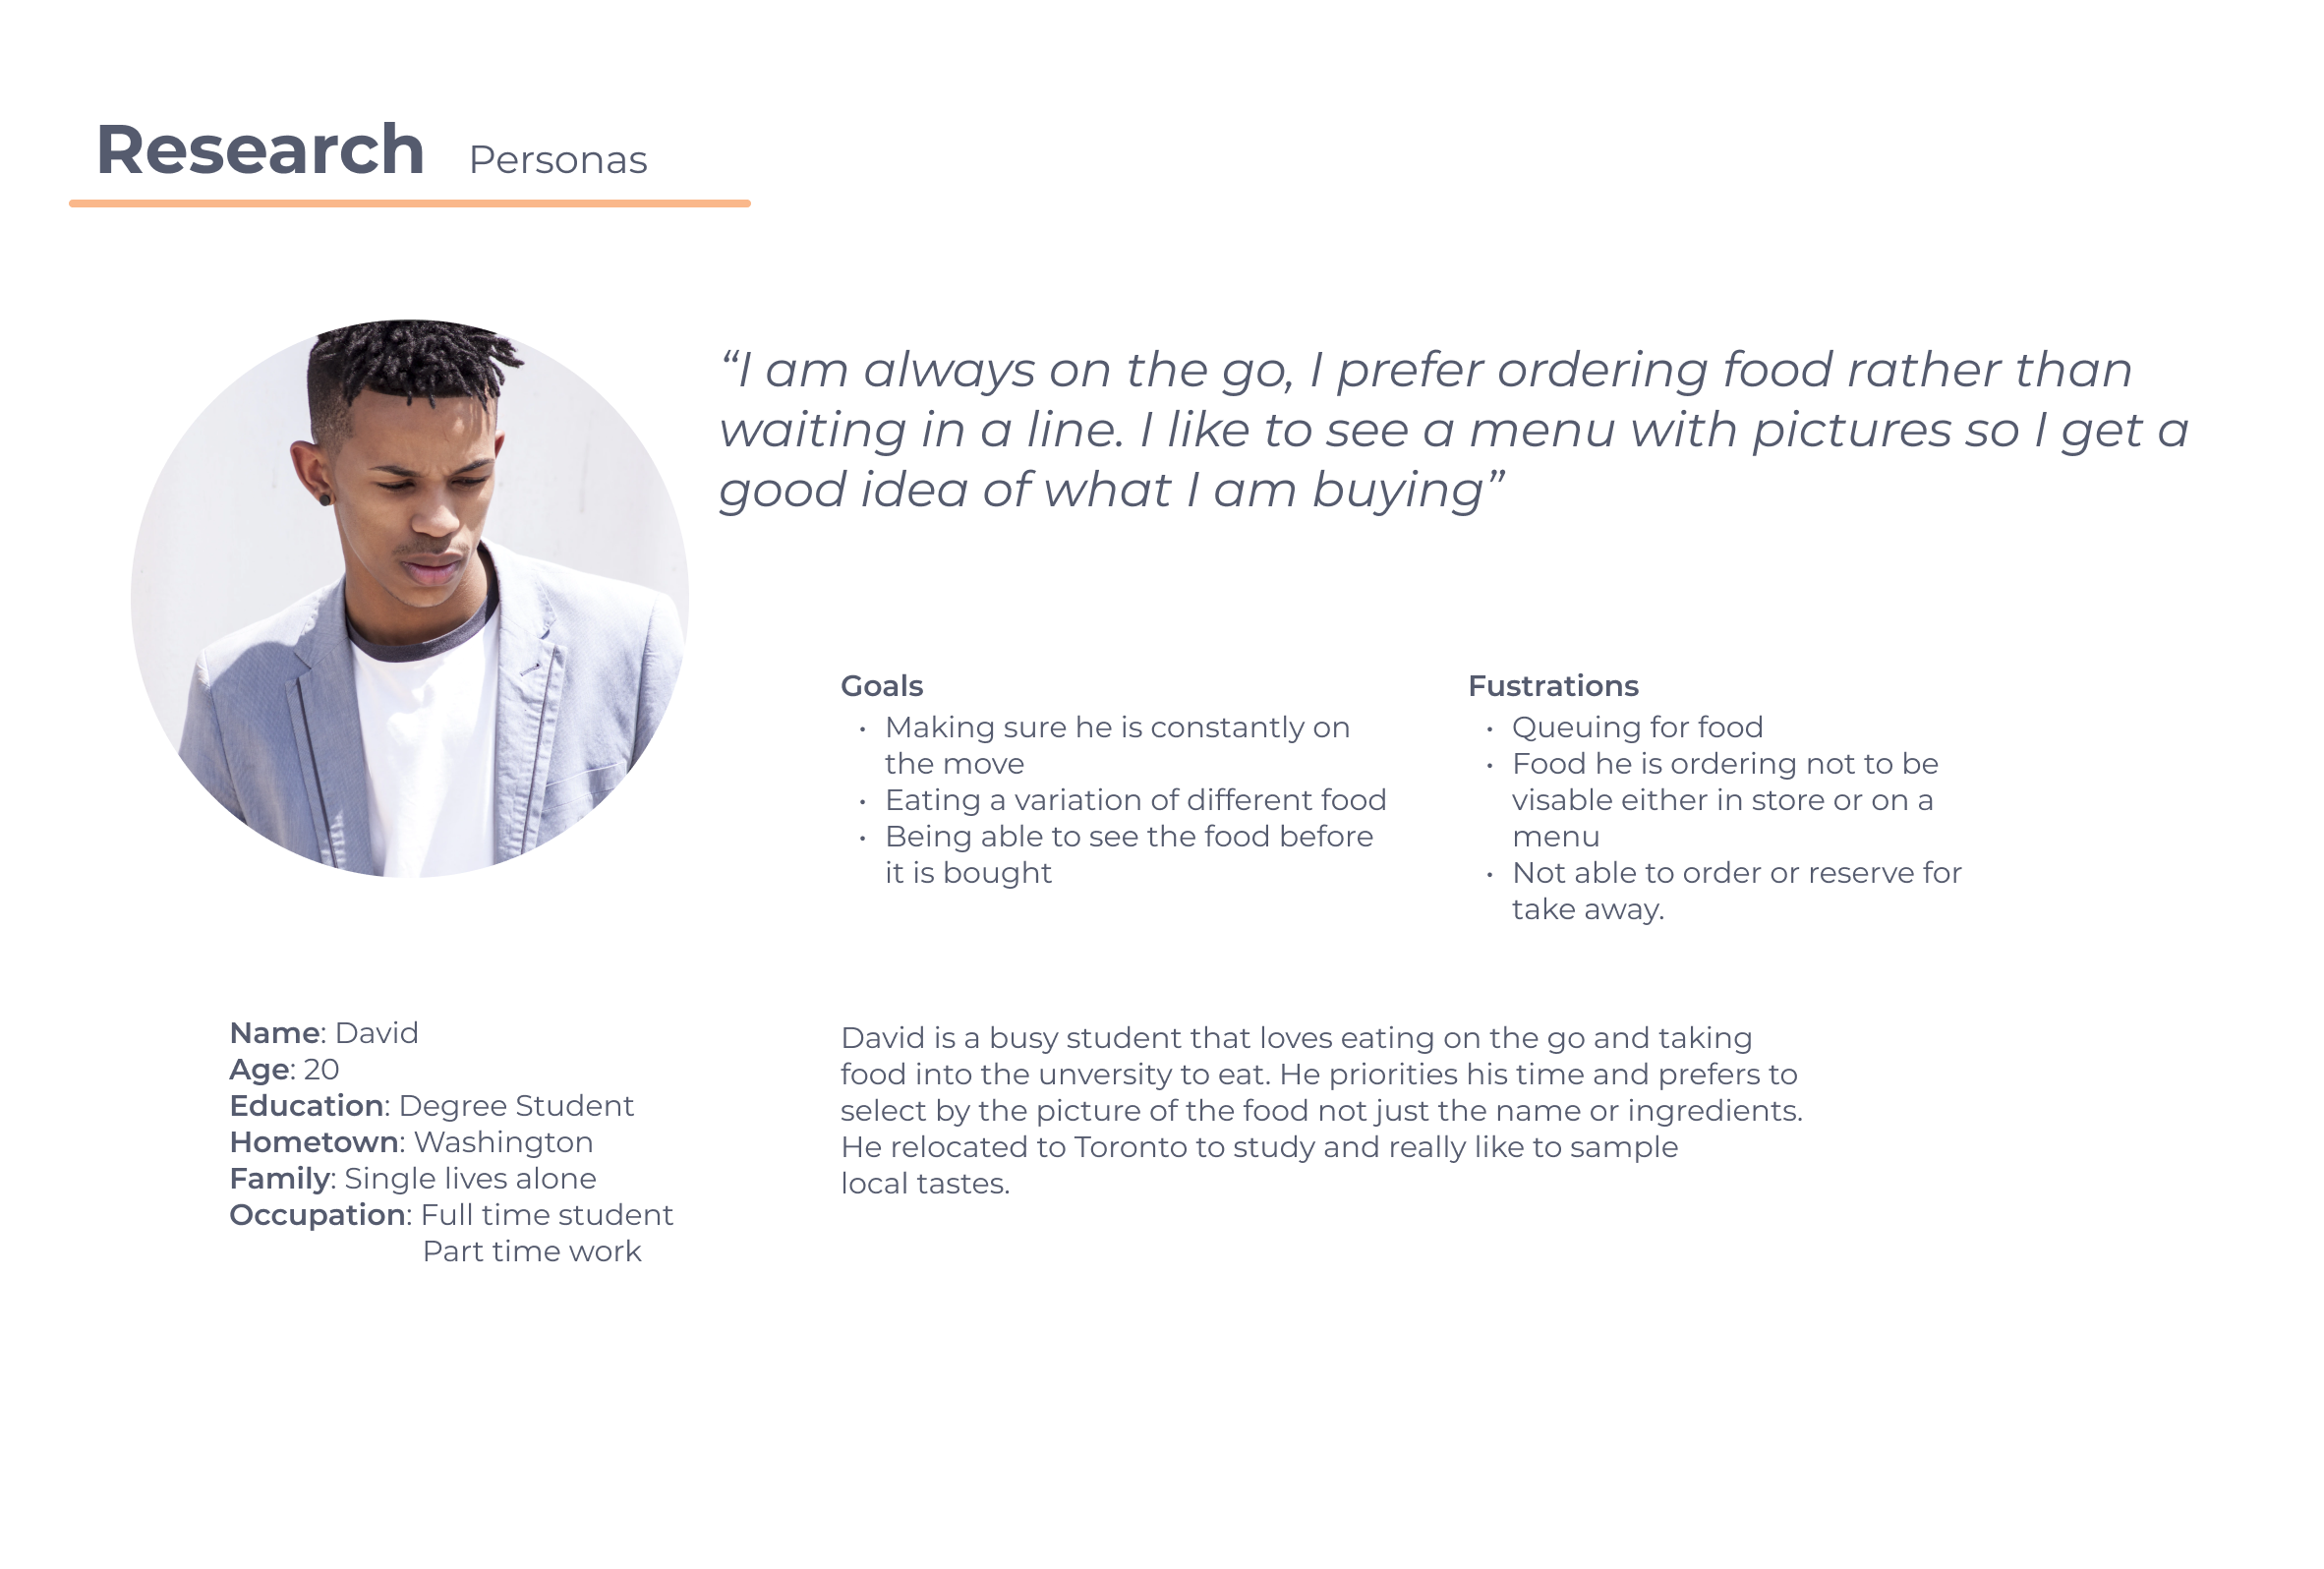 Research Personas
“I am always on the go, I prefer ordering food rather than
waiting in a line. I like to see a menu with pictures so I get a
good idea of what I am buying”
Goals
• Making sure he is constantly on
the move
• Eating a variation of different food
• Being able to see the food before
it is bought
Fustrations
• Queuing for food
• Food he is ordering not to be
visable either in store or on a
menu
• Not able to order or reserve for
take away.
Name: David
Age: 20
Education: Degree Student
Hometown: Washington
Family: Single lives alone
Occupation: Full time student
Part time work
David is a busy student that loves eating on the go and taking
food into the unversity to eat. He priorities his time and prefers to
select by the picture of the food not just the name or ingredients.
He relocated to Toronto to study and really like to sample
local tastes.